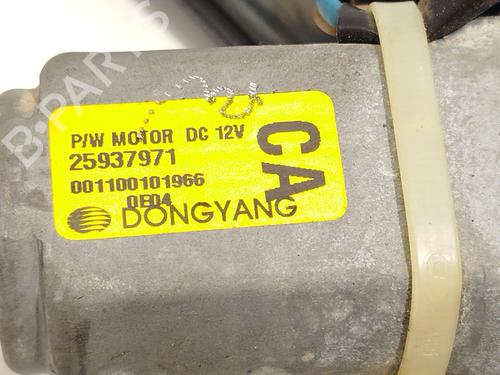 B-PARTS
P/W MOTOR DC 12V
25937971
001100101966
0E04
CA
DONGYANG